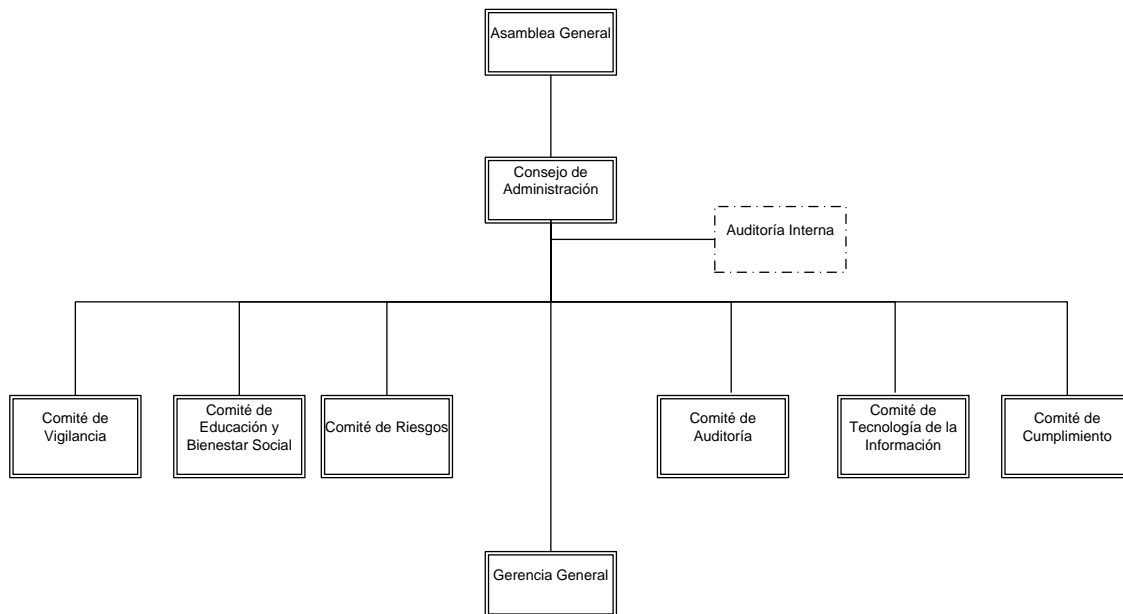 Asamblea General
Consejo de
Administración
Auditoría Interna
Comité de
Vigilancia
Comité de
Educación y
Bienestar Social
Comité de Riesgos
Comité de
Auditoría
Comité de
Tecnología de la
Información
Comité de
Cumplimiento
Gerencia General